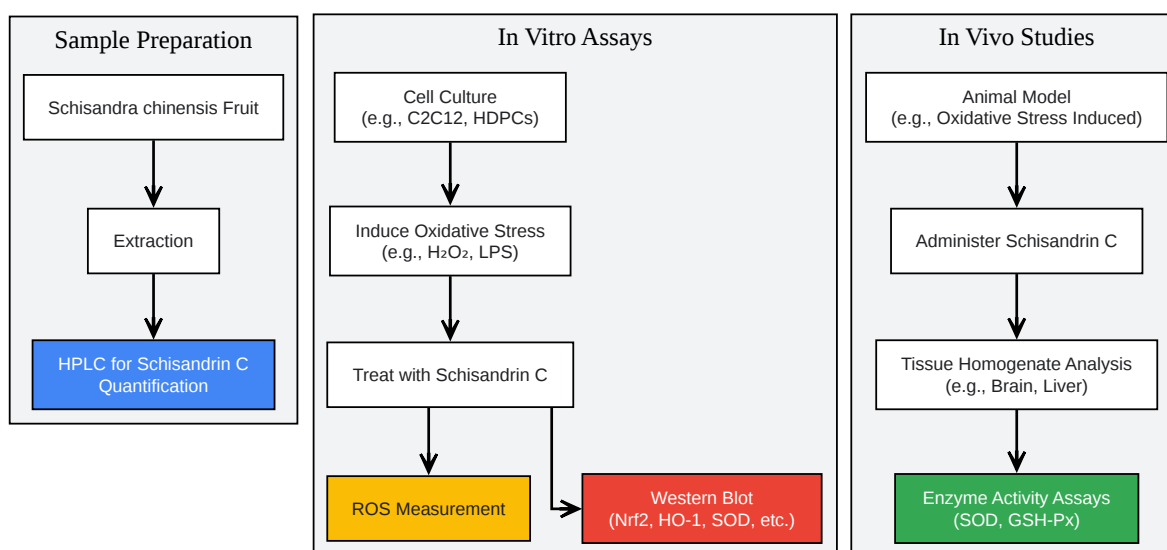 Sample Preparation
Schisandra chinensis Fruit
Extraction
HPLC for Schisandrin C
Quantification
In Vitro Assays
Cell Culture
(e.g., C2C12, HDPCs)
Induce Oxidative Stress
(e.g., H₂O₂, LPS)
Treat with Schisandrin C
ROS Measurement
Western Blot
(Nrf2, HO-1, SOD, etc.)
In Vivo Studies
Animal Model
(e.g., Oxidative Stress Induced)
Administer Schisandrin C
Tissue Homogenate Analysis
(e.g., Brain, Liver)
Enzyme Activity Assays
(SOD, GSH-Px)